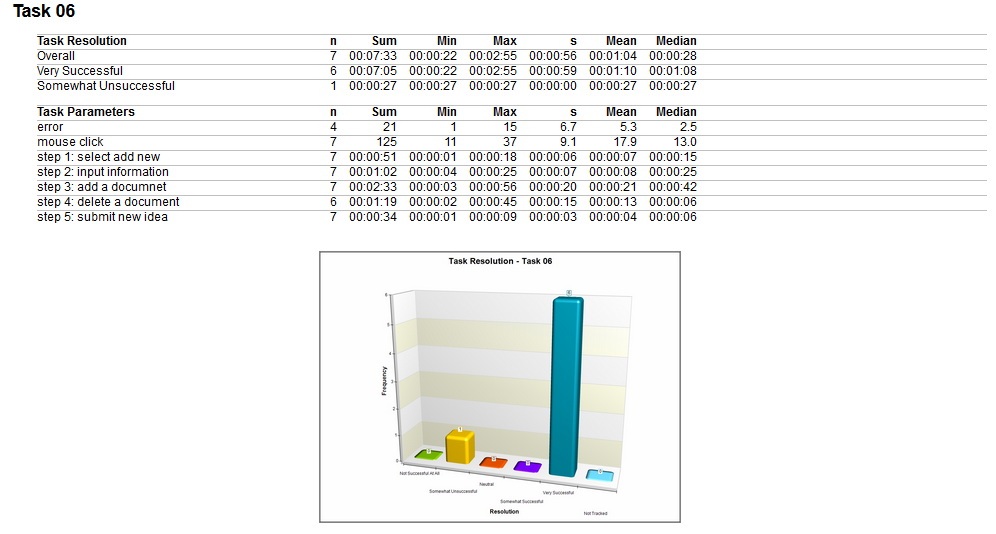 Task 06
Task Resolution n Sum Min Max s Mean Median
Overall 7 00:07:33 00:00:22 00:02:55 00:00:56 00:01:04 00:00:28
Very Successful 6 00:07:05 00:00:22 00:02:55 00:00:59 00:01:10 00:01:08
Somewhat Unsuccessful 1 00:00:27 00:00:27 00:00:27 00:00:00 00:00:27 00:00:27
Task Parameters n Sum Min Max s Mean Median
error 4 21 1 15 6.7 5.3 2.5
mouse click 7 125 11 37 9.1 17.9 13.0
step 1: select add new 7 00:00:51 00:00:01 00:00:18 00:00:06 00:00:07 00:00:15
step 2: input information 7 00:01:02 00:00:04 00:00:25 00:00:07 00:00:08 00:00:25
step 3: add a documnet 7 00:02:33 00:00:03 00:00:56 00:00:20 00:00:21 00:00:42
step 4: delete a document 6 00:01:19 00:00:02 00:00:45 00:00:15 00:00:13 00:00:06
step 5: submit new idea 7 00:00:34 00:00:01 00:00:09 00:00:03 00:00:04 00:00:06
Task Resolution - Task 06
6
5
4
3
2
1
0
Frequency
Not Successful At All
Somewhat Unsuccessful
Neutral
Somewhat Successful
Very Successful
Not Tracked
Resolution